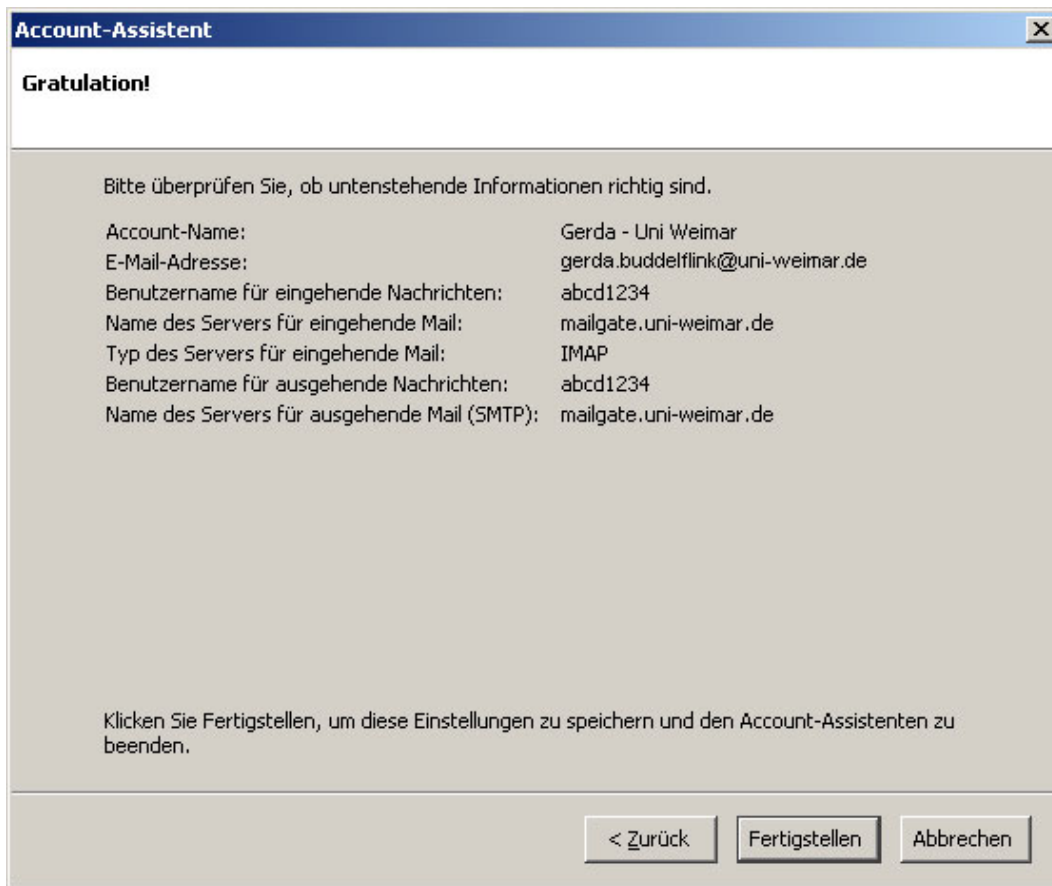 Account-Assistent
Gratulation!
Bitte überprüfen Sie, ob untenstehende Informationen richtig sind.
Account-Name: Gerda - Uni Weimar
E-Mail-Adresse: gerda.buddelflink@uni-weimar.de
Benutzername für eingehende Nachrichten: abcd1234
Name des Servers für eingehende Mail: mailgate.uni-weimar.de
Typ des Servers für eingehende Mail: IMAP
Benutzername für ausgehende Nachrichten: abcd1234
Name des Servers für ausgehende Mail (SMTP): mailgate.uni-weimar.de
Klicken Sie Fertigstellen, um diese Einstellungen zu speichern und den Account-Assistenten zu
beenden.
< Zurück Fertigstellen Abbrechen